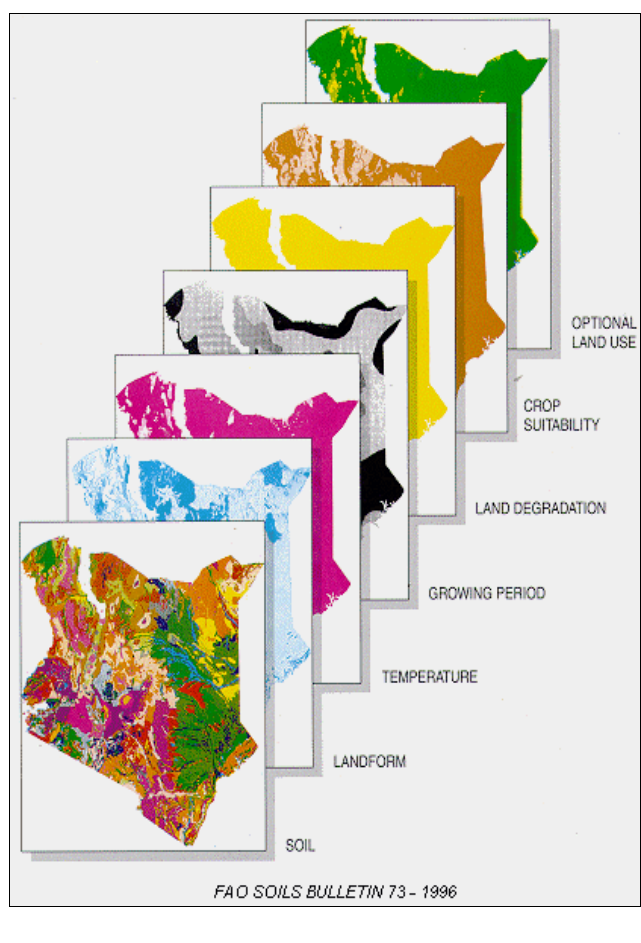 OPTIONAL
LAND USE
CROP
SUITABILITY
LAND DEGRADATION
GROWING PERIOD
TEMPERATURE
LANDFORM
SOIL
FAO SOILS BULLETIN 73 - 1996